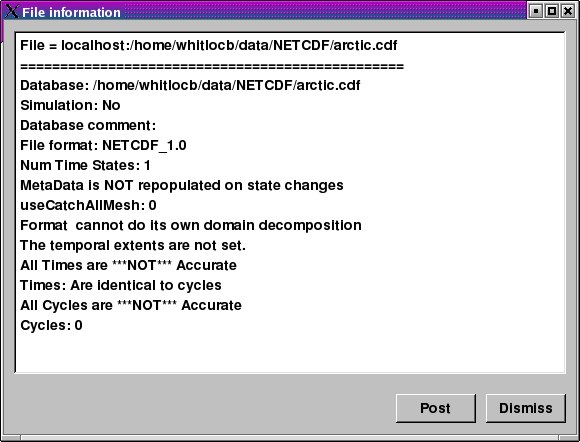 File information
File = localhost:/home/whitlocb/data/NETCDF/arctic.cdf
================================================
Database: /home/whitlocb/data/NETCDF/arctic.cdf
Simulation: No
Database comment:
File format: NETCDF_1.0
Num Time States: 1
MetaData is NOT repopulated on state changes
useCatchAllMesh: 0
Format  cannot do its own domain decomposition
The temporal extents are not set.
All Times are ***NOT*** Accurate
Times: Are identical to cycles
All Cycles are ***NOT*** Accurate
Cycles: 0
Post Dismiss